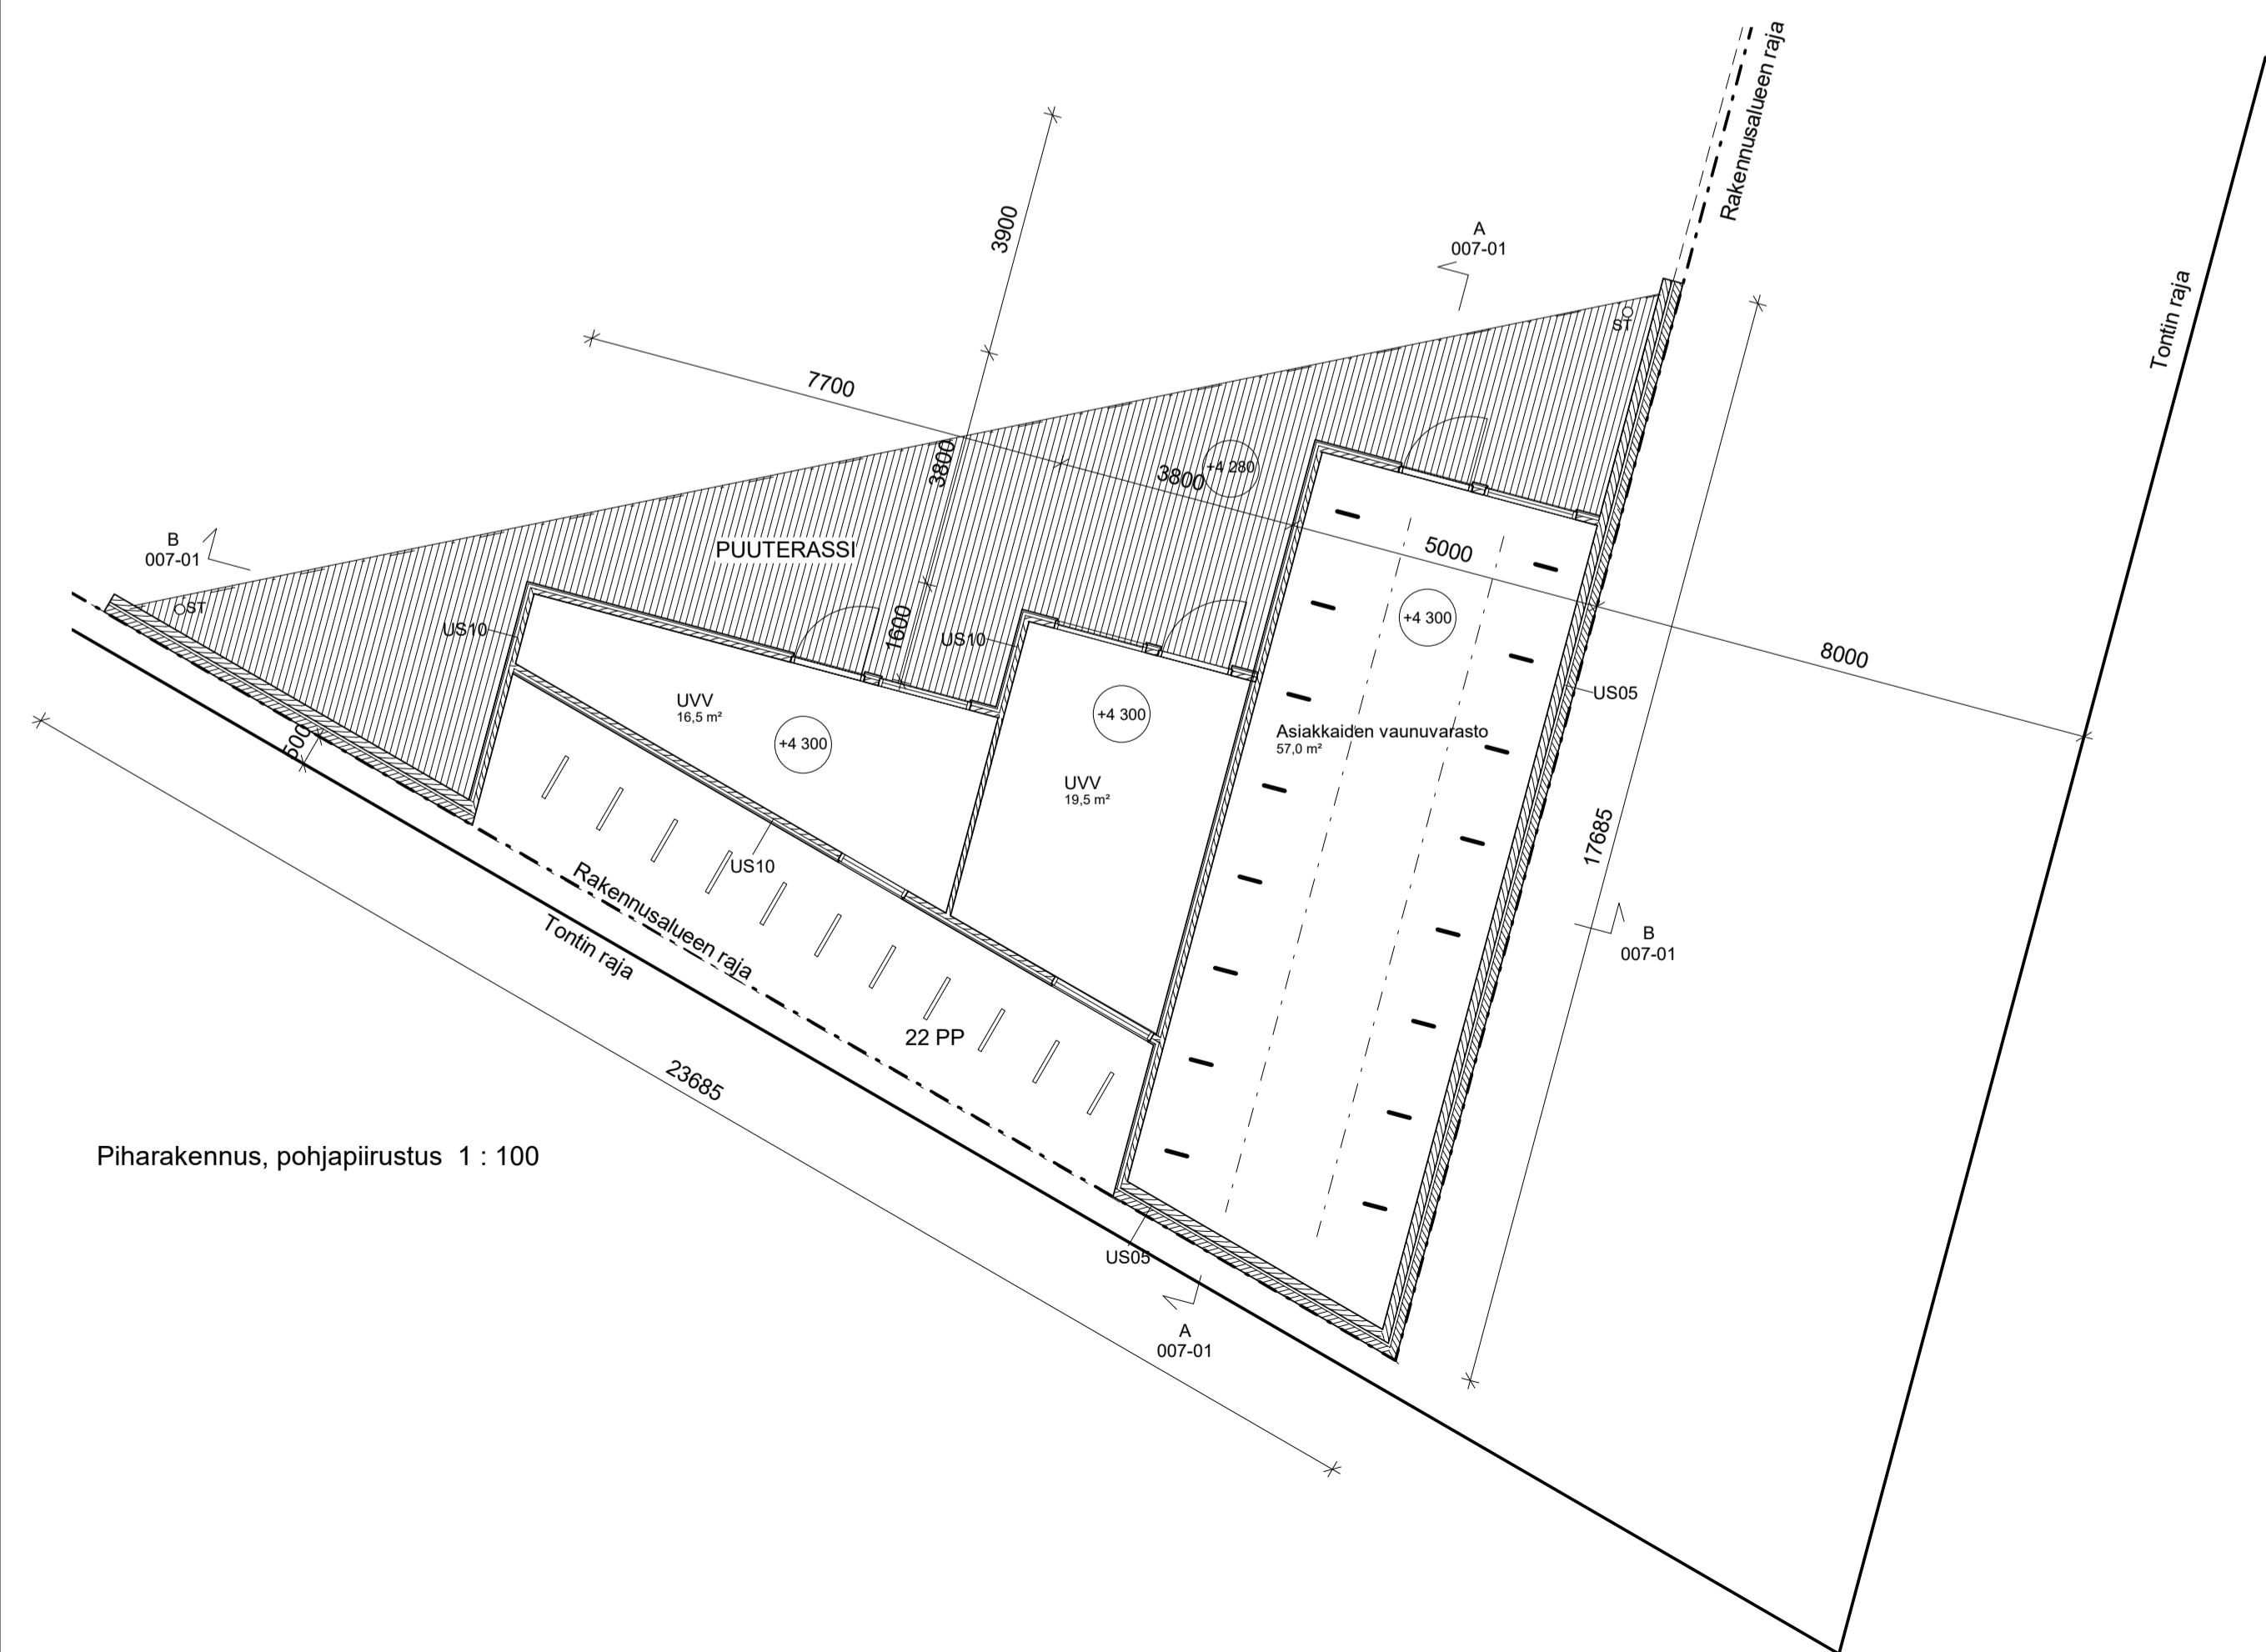 Rakennusalueen raja
Tontin raja
3900
A
007-01
ST
7700
3800
3800
+4 280
B
007-01
PUUTERASSI
5000
ST
US10
1600
US10
+4 300
8000
UVV
16,5 m²
+4 300
+4 300
US05
Asiakkaiden vaunuvarasto
57,0 m²
500
UVV
19,5 m²
17685
US10
Rakennusalueen raja
Tontin raja
B
007-01
22 PP
23685
Piharakennus, pohjapiirustus 1 : 100
US05
A
007-01